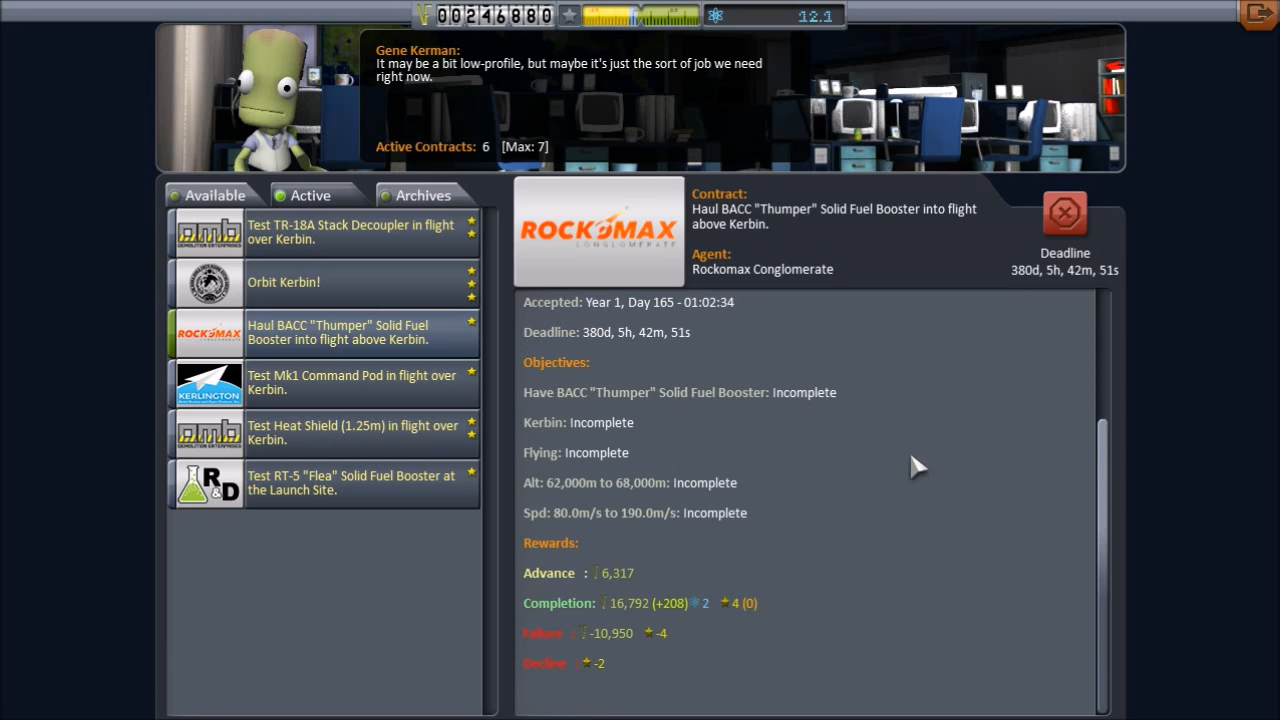 00246880
12.1
Gene Kerman:
It may be a bit low-profile, but maybe it's just the sort of job we need
right now.
Active Contracts: 6 [Max: 7]
Available
Active
Archives
Test TR-18A Stack Decoupler in flight
over Kerbin.
Orbit Kerbin!
ROCKOMAX
Haul BACC "Thumper" Solid Fuel
Booster into flight above Kerbin.
KERLINGTON
Test Mk1 Command Pod in flight over
Kerbin.
Test Heat Shield (1.25m) in flight over
Kerbin.
R&D
Test RT-5 "Flea" Solid Fuel Booster at
the Launch Site.
ROCKOMAX
CONGLOMERATE
Contract:
Haul BACC "Thumper" Solid Fuel Booster into flight
above Kerbin.
Agent:
Rockomax Conglomerate
Deadline
380d, 5h, 42m, 51s
Accepted: Year 1, Day 165 - 01:02:34
Deadline: 380d, 5h, 42m, 51s
Objectives:
Have BACC "Thumper" Solid Fuel Booster: Incomplete
Kerbin: Incomplete
Flying: Incomplete
Alt: 62,000m to 68,000m: Incomplete
Spd: 80.0m/s to 190.0m/s: Incomplete
Rewards:
Advance : 6,317
Completion: 16,792 (+208) 2 4 (0)
Failure : -10,950 -4
Decline : -2